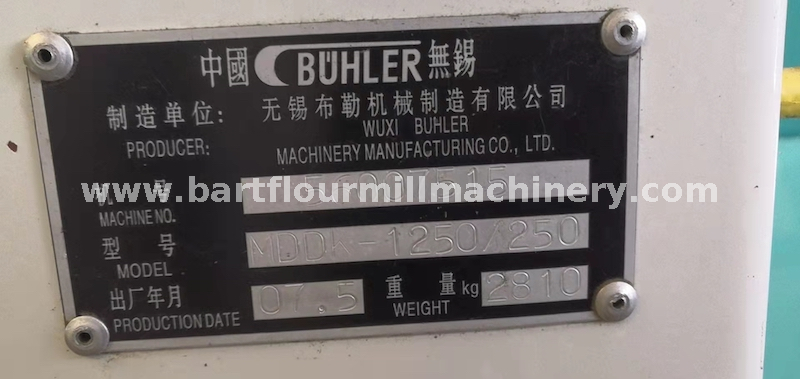 中國 BÜHLER 無錫
制造单位: 无锡布勒机械制造有限公司
PRODUCER: WUXI BUHLER
MACHINERY MANUFACTURING CO., LTD.
号
www.bartflourmillmachinery.com
MACHINE NO.
型 号 MDDK-1250/250
MODEL
出厂年月 07.5 重 量 kg 2810
PRODUCTION DATE WEIGHT